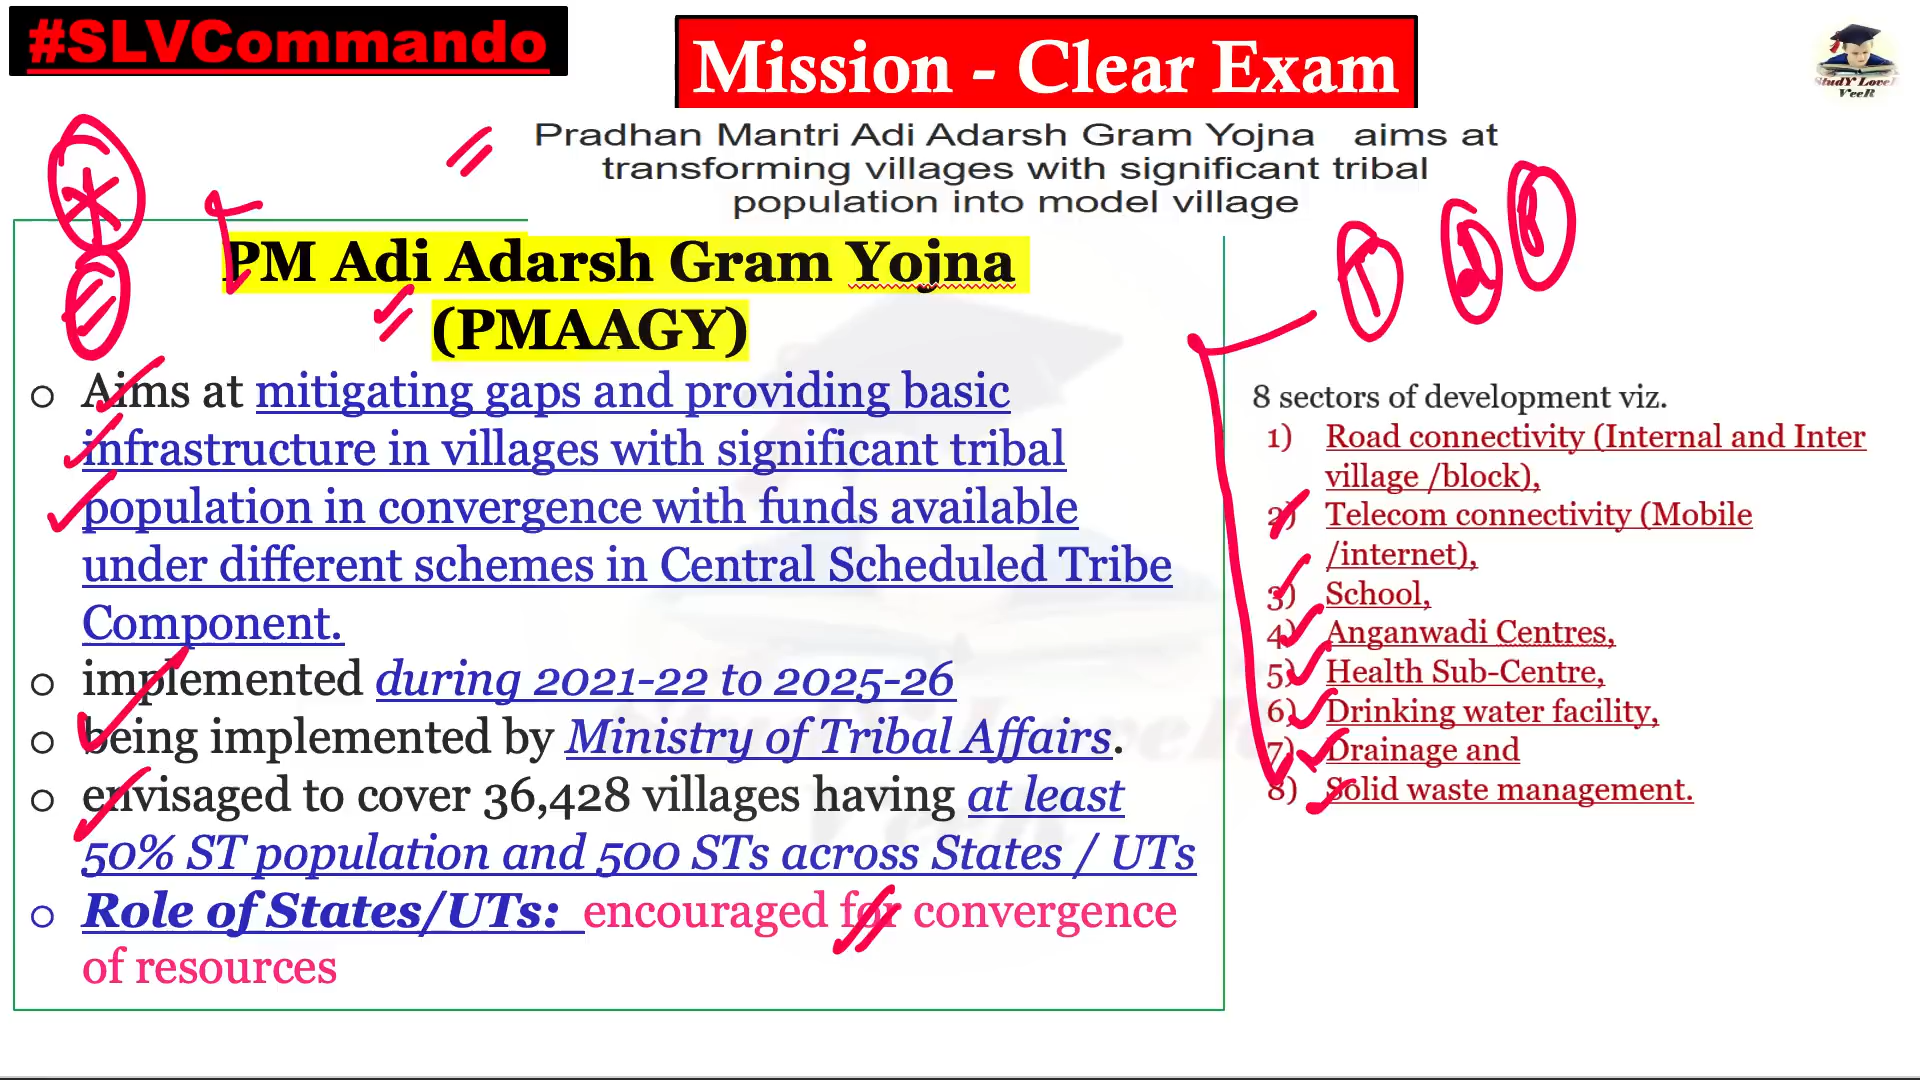 #SLVCommando
Mission - Clear Exam
StudY LoveR
VeeR
Pradhan Mantri Adi Adarsh Gram Yojna aims at
transforming villages with significant tribal
population into model village
PM Adi Adarsh Gram Yojna
(PMAAGY)
Aims at mitigating gaps and providing basic
infrastructure in villages with significant tribal
population in convergence with funds available
under different schemes in Central Scheduled Tribe
Component.
implemented during 2021-22 to 2025-26
being implemented by Ministry of Tribal Affairs.
envisaged to cover 36,428 villages having at least
50% ST population and 500 STs across States / UTs
Role of States/UTs: encouraged for convergence
of resources
8 sectors of development viz.
1) Road connectivity (Internal and Inter
village /block),
2) Telecom connectivity (Mobile
/internet),
3) School,
4) Anganwadi Centres,
5) Health Sub-Centre,
6) Drinking water facility,
7) Drainage and
8) Solid waste management.